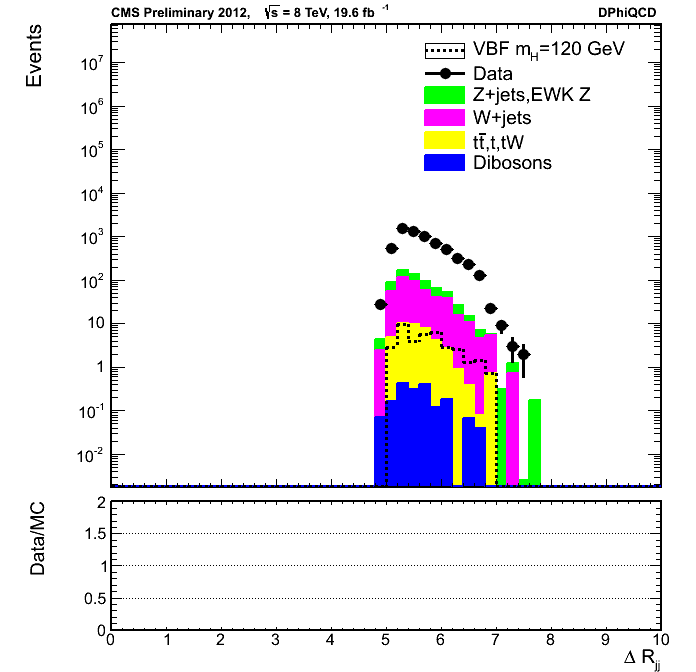 CMS Preliminary 2012, √s = 8 TeV, 19.6 fb⁻¹ DPhiQCD
Events
VBF m_H=120 GeV
Data
Z+jets,EWK Z
W+jets
tt̄,t,tW
Dibosons
10⁷
10⁶
10⁵
10⁴
10³
10²
10
1
10⁻¹
10⁻²
Data/MC
2
1.5
1
0.5
0
0 1 2 3 4 5 6 7 8 9 10
Δ R_jj